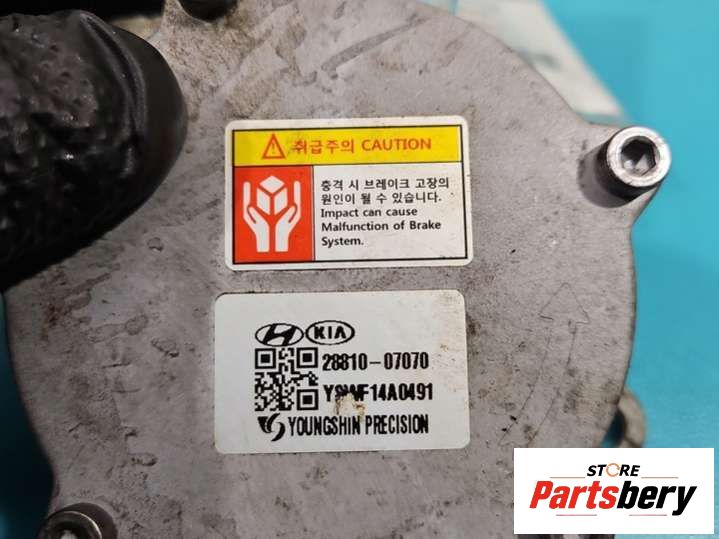 취급주의 CAUTION
충격 시 브레이크 고장의
원인이 될 수 있습니다.
Impact can cause
Malfunction of Brake
System.
KIA
28810-07070
14A0491
YOUNGSHIN PRECISION
STORE
Partsbery